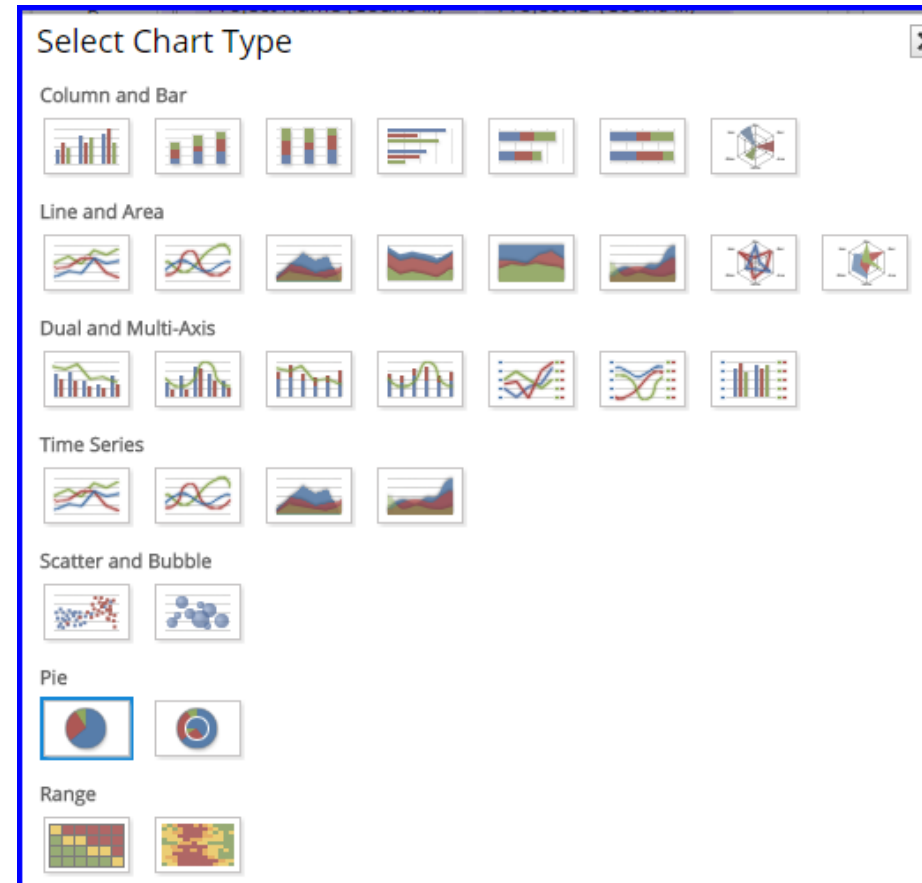 Select Chart Type
Column and Bar
Line and Area
Dual and Multi-Axis
Time Series
Scatter and Bubble
Pie
Range